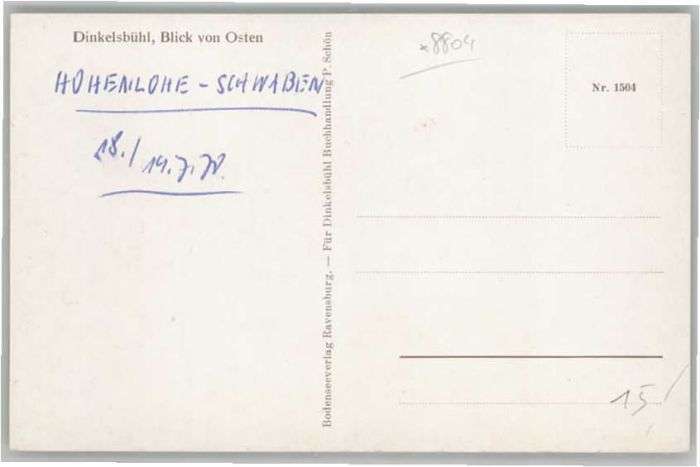 Dinkelsbühl, Blick von Osten
HOHENLOHE - SCHWABEN
18./19.7.70.
Bodenseeverlag Ravensburg. — Für Dinkelsbühl Buchhandlung P. Schön
*8804
Nr. 1504
15/